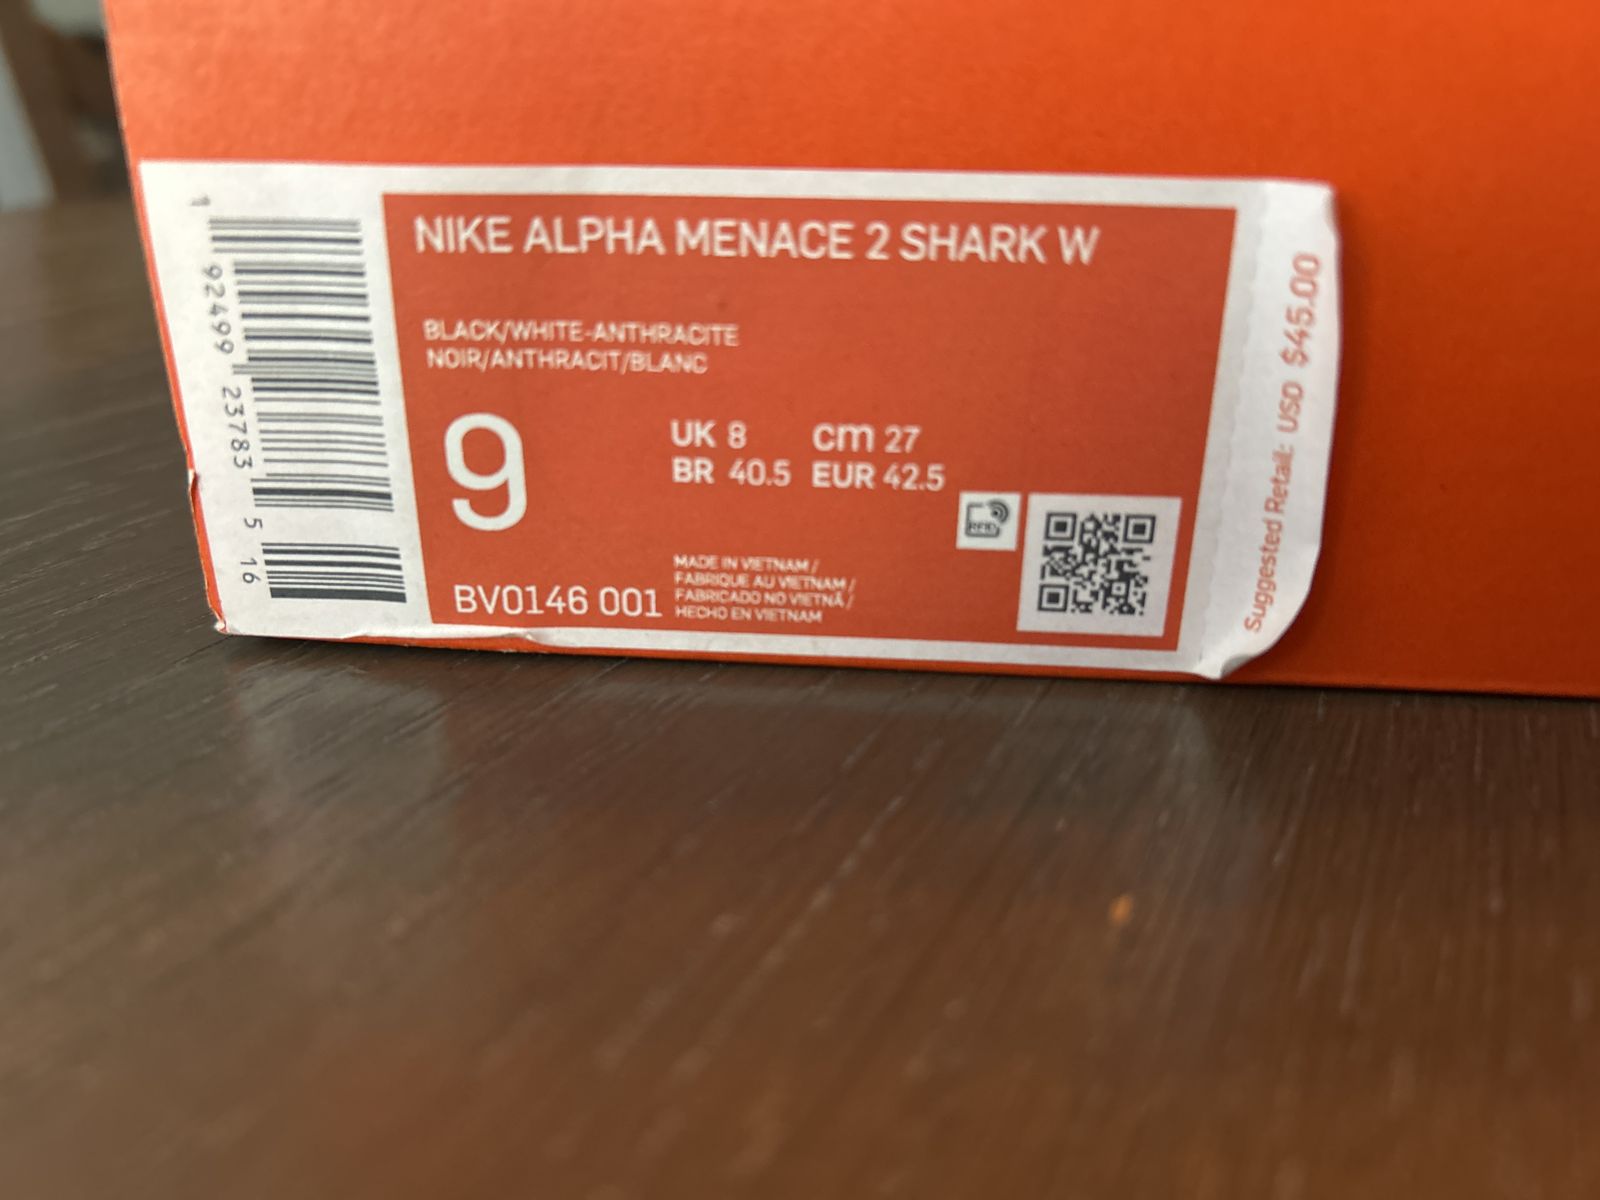 NIKE ALPHA MENACE 2 SHARK W
BLACK/WHITE-ANTHRACITE
NOIR/ANTHRACIT/BLANC
9
UK 8 cm 27
BR 40.5 EUR 42.5
RFID
BV0146 001
MADE IN VIETNAM /
FABRIQUE AU VIETNAM /
FABRICADO NO VIETNÃ /
HECHO EN VIETNAM
1 92499 23783 5 16
Suggested Retail: USD $45.00